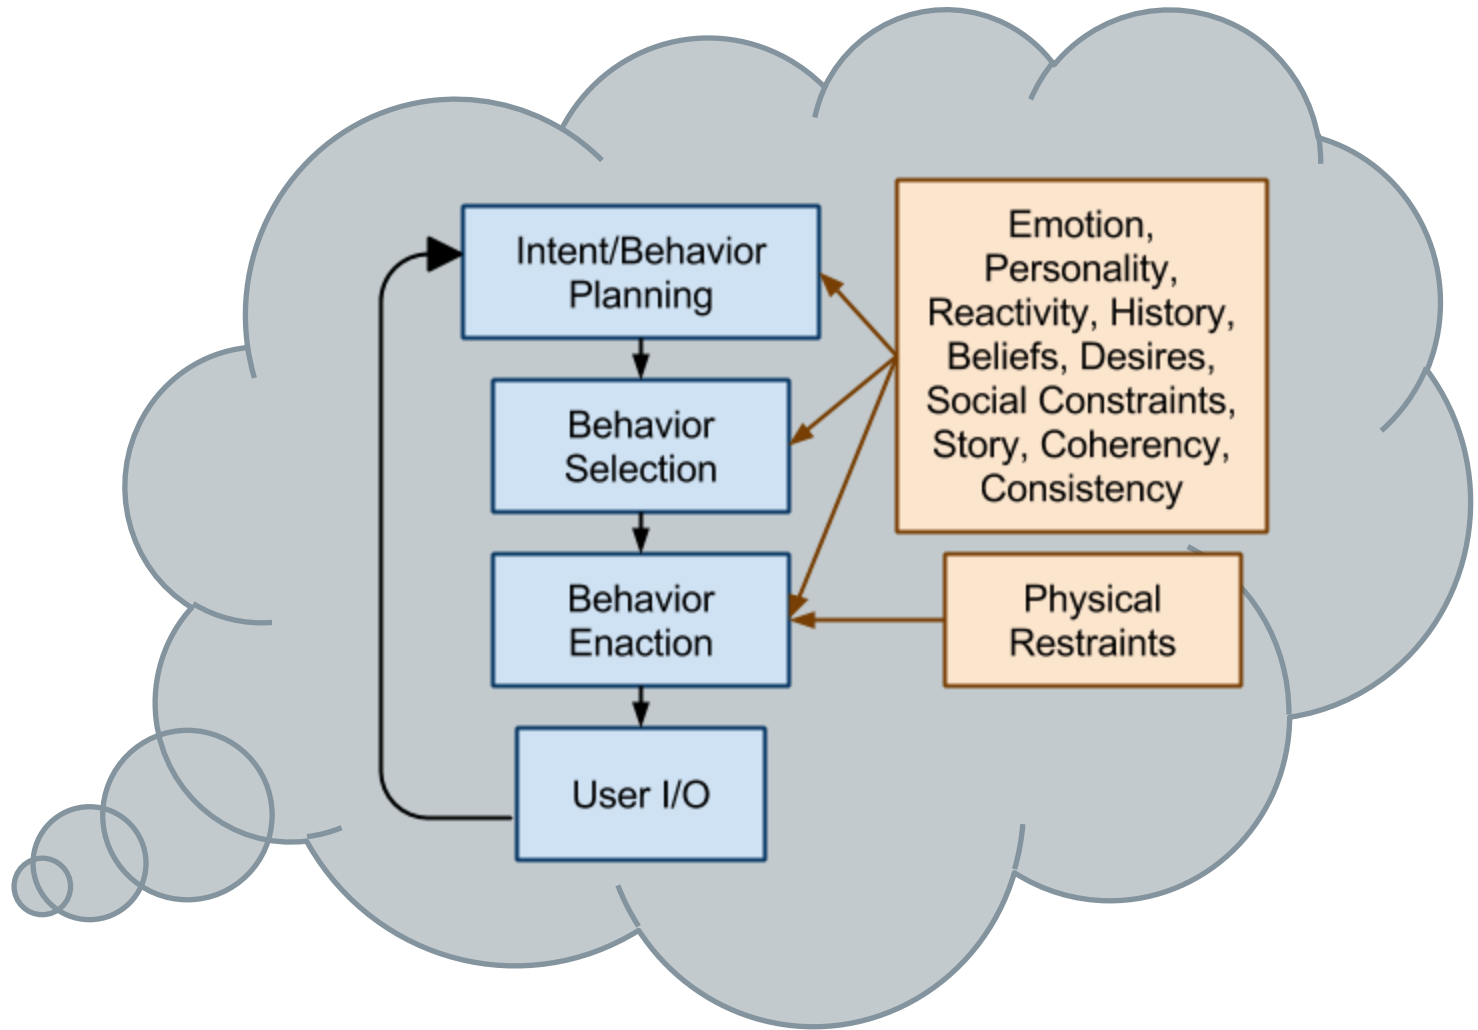 Intent/Behavior
Planning
Behavior
Selection
Behavior
Enaction
User I/O
Emotion,
Personality,
Reactivity, History,
Beliefs, Desires,
Social Constraints,
Story, Coherency,
Consistency
Physical
Restraints